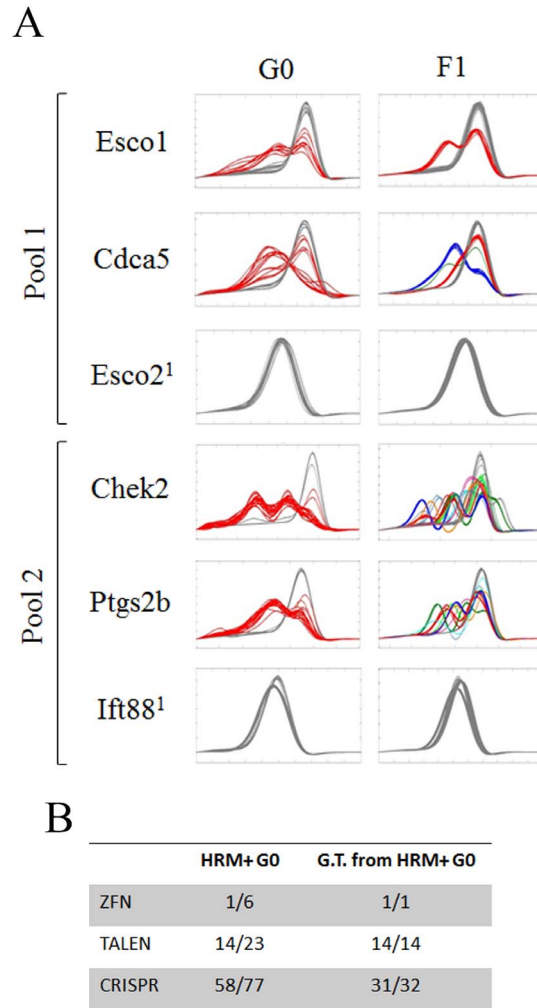 A
G0 F1
Pool 1
Esco1
Cdca5
Esco2¹
Pool 2
Chek2
Ptgs2b
Ift88¹
B
HRM+ G0 G.T. from HRM+ G0
ZFN 1/6 1/1
TALEN 14/23 14/14
CRISPR 58/77 31/32